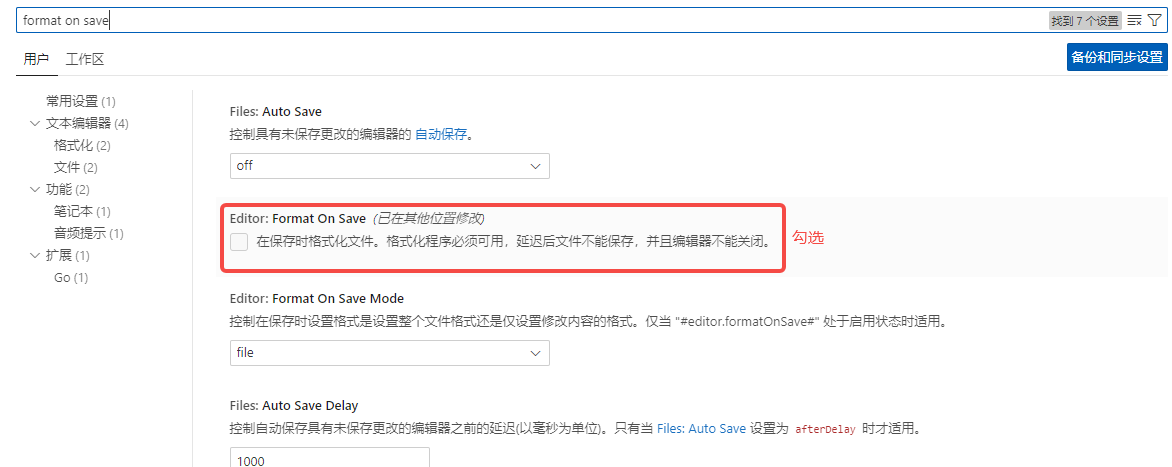 format on save
找到 7 个设置
用户
工作区
备份和同步设置
常用设置 (1)
文本编辑器 (4)
格式化 (2)
文件 (2)
功能 (2)
笔记本 (1)
音频提示 (1)
扩展 (1)
Go (1)
Files: Auto Save
控制具有未保存更改的编辑器的 自动保存。
off
Editor: Format On Save (已在其他位置修改)
在保存时格式化文件。格式化程序必须可用，延迟后文件不能保存，并且编辑器不能关闭。
勾选
Editor: Format On Save Mode
控制在保存时设置格式是设置整个文件格式还是仅设置修改内容的格式。仅当 "#editor.formatOnSave#" 处于启用状态时适用。
file
Files: Auto Save Delay
控制自动保存具有未保存更改的编辑器之前的延迟(以毫秒为单位)。只有当 Files: Auto Save 设置为 afterDelay 时才适用。
1000